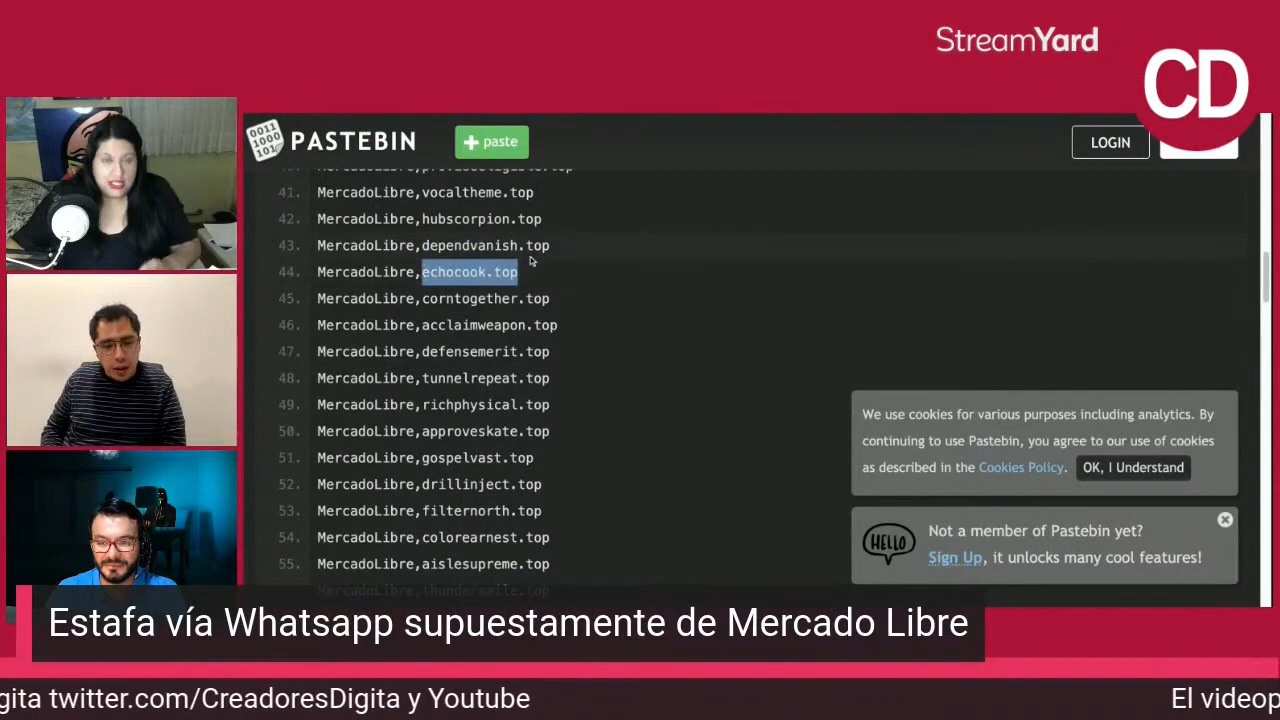 StreamYard
CD
0011
1000
101
PASTEBIN
+ paste
LOGIN
41. MercadoLibre,vocaltheme.top
42. MercadoLibre,hubscorpion.top
43. MercadoLibre,dependvanish.top
44. MercadoLibre,echocook.top
45. MercadoLibre,corntogether.top
46. MercadoLibre,acclaimweapon.top
47. MercadoLibre,defensemerit.top
48. MercadoLibre,tunnelrepeat.top
49. MercadoLibre,richphysical.top
50. MercadoLibre,approveskate.top
51. MercadoLibre,gospelvast.top
52. MercadoLibre,drillinject.top
53. MercadoLibre,filternorth.top
54. MercadoLibre,colorearnest.top
55. MercadoLibre,aislesupreme.top
We use cookies for various purposes including analytics. By
continuing to use Pastebin, you agree to our use of cookies
as described in the Cookies Policy. OK, I Understand
HELLO
Not a member of Pastebin yet?
Sign Up, it unlocks many cool features!
Estafa vía Whatsapp supuestamente de Mercado Libre
gita twitter.com/CreadoresDigita y Youtube
El videop